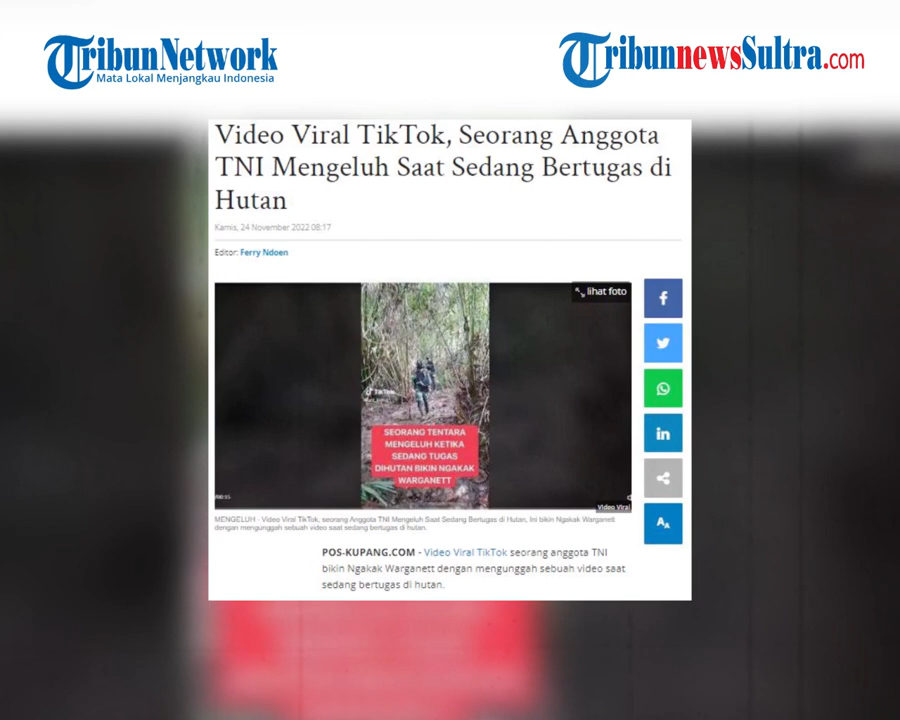 TribunNetwork
Mata Lokal Menjangkau Indonesia
TribunnewsSultra.com
Video Viral TikTok, Seorang Anggota
TNI Mengeluh Saat Sedang Bertugas di
Hutan
Kamis, 24 November 2022 08:17
Editor: Ferry Ndoen
lihat foto
TikTok
SEORANG TENTARA
MENGELUH KETIKA
SEDANG TUGAS
DIHUTAN BIKIN NGAKAK
WARGANETT
Video Viral
MENGELUH - Video Viral TikTok, seorang Anggota TNI Mengeluh Saat Sedang Bertugas di Hutan, Ini bikin Ngakak Warganett
dengan mengunggah sebuah video saat sedang bertugas di hutan.
POS-KUPANG.COM - Video Viral TikTok seorang anggota TNI
bikin Ngakak Warganett dengan mengunggah sebuah video saat
sedang bertugas di hutan.